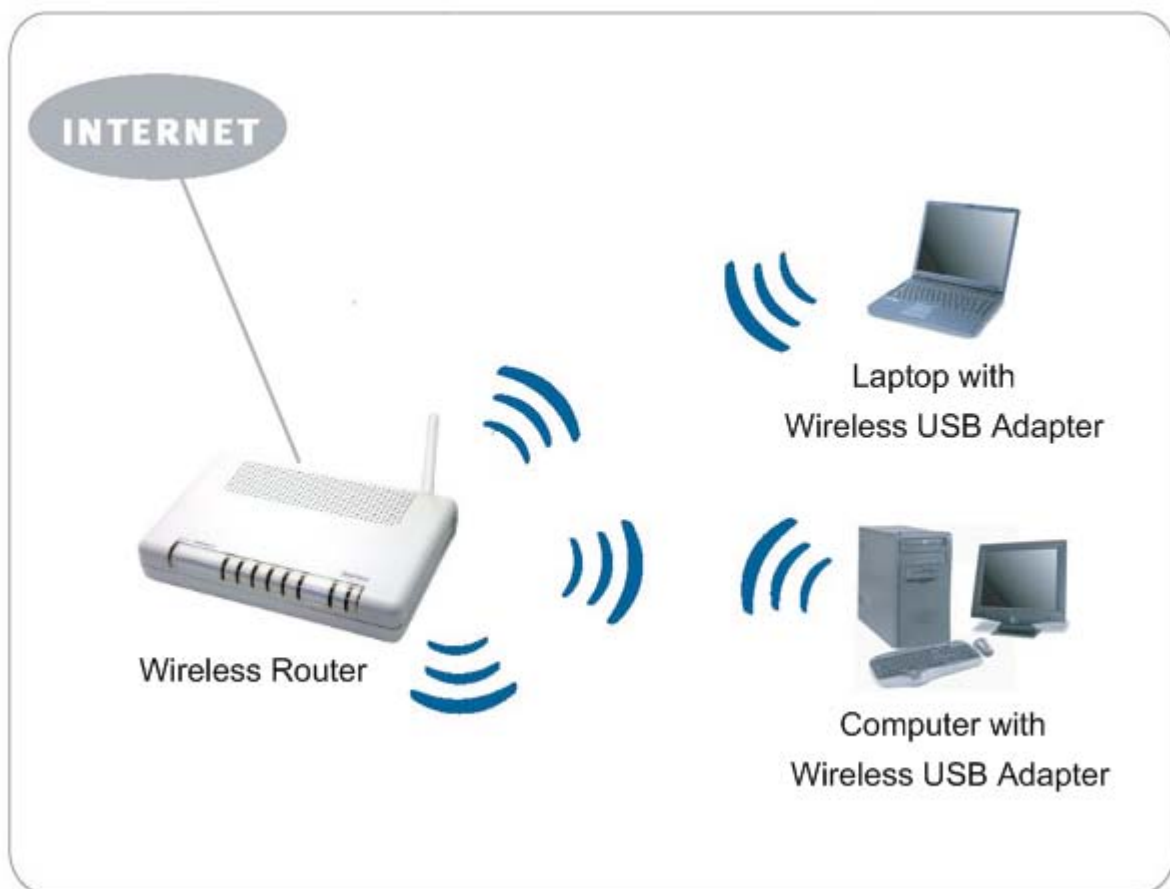 INTERNET
Laptop with
Wireless USB Adapter
Wireless Router
Computer with
Wireless USB Adapter